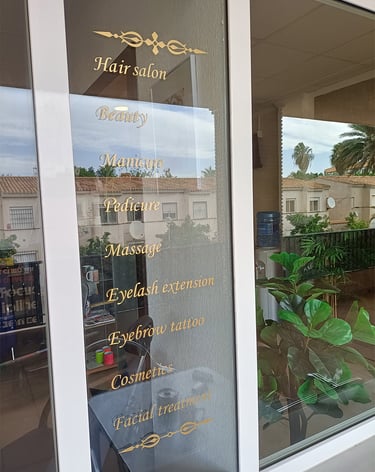 Hair salon
Beauty
Manicure
Pedicure
Massage
Eyelash extension
Eyebrow tattoo
Cosmetics
Facial treatment